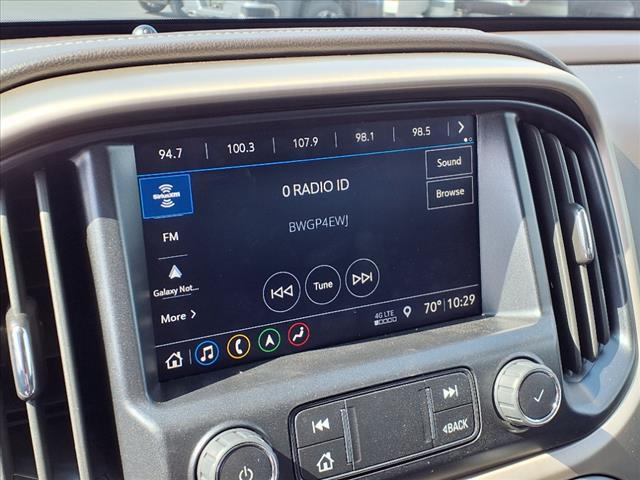 94.7 100.3 107.9 98.1 98.5
SiriusXM
0 RADIO ID
Sound
BWGP4EWJ
Browse
FM
Galaxy Not...
Tune
More
4G LTE
70° 10:29
BACK